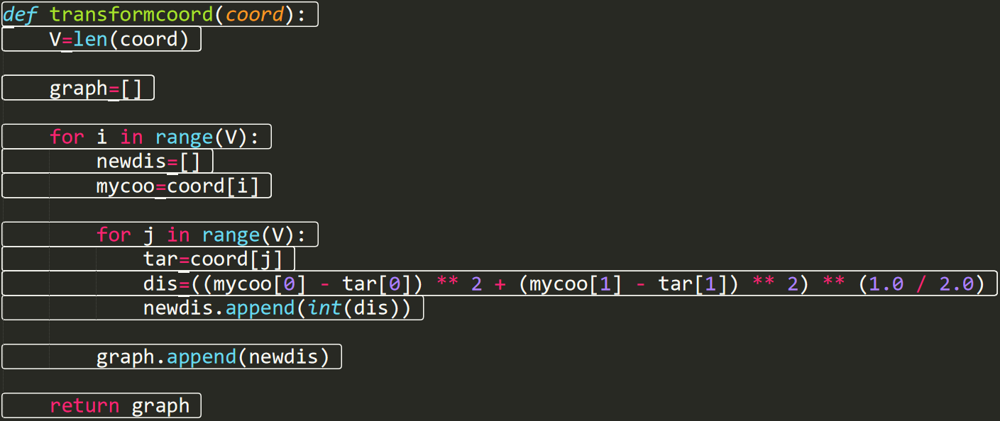 def transformcoord(coord):
    V=len(coord)

    graph=[]

    for i in range(V):
        newdis=[]
        mycoo=coord[i]

        for j in range(V):
            tar=coord[j]
            dis=((mycoo[0] - tar[0]) ** 2 + (mycoo[1] - tar[1]) ** 2) ** (1.0 / 2.0)
            newdis.append(int(dis))

        graph.append(newdis)

    return graph